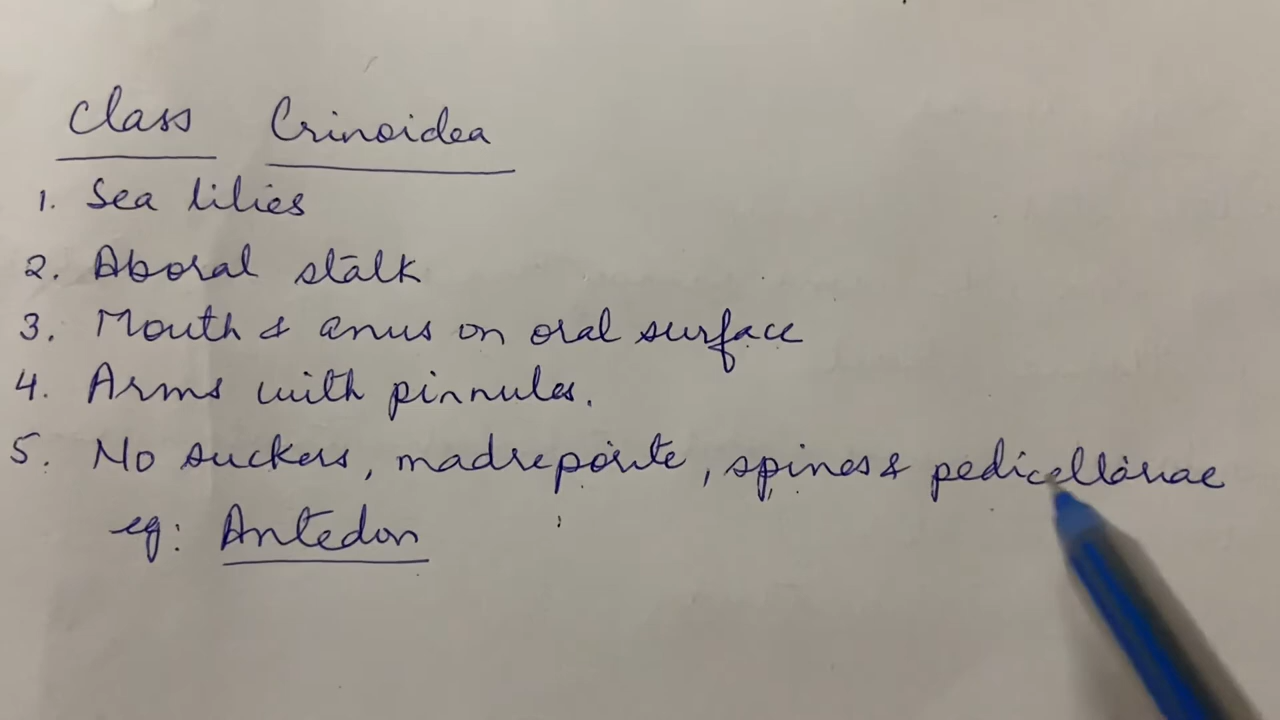 Class Crinoidea
1. Sea lilies
2. Aboral stalk
3. Mouth & anus on oral surface
4. Arms with pinnules.
5. No suckers, madreporite, spines & pedicellariae
eg: Antedon